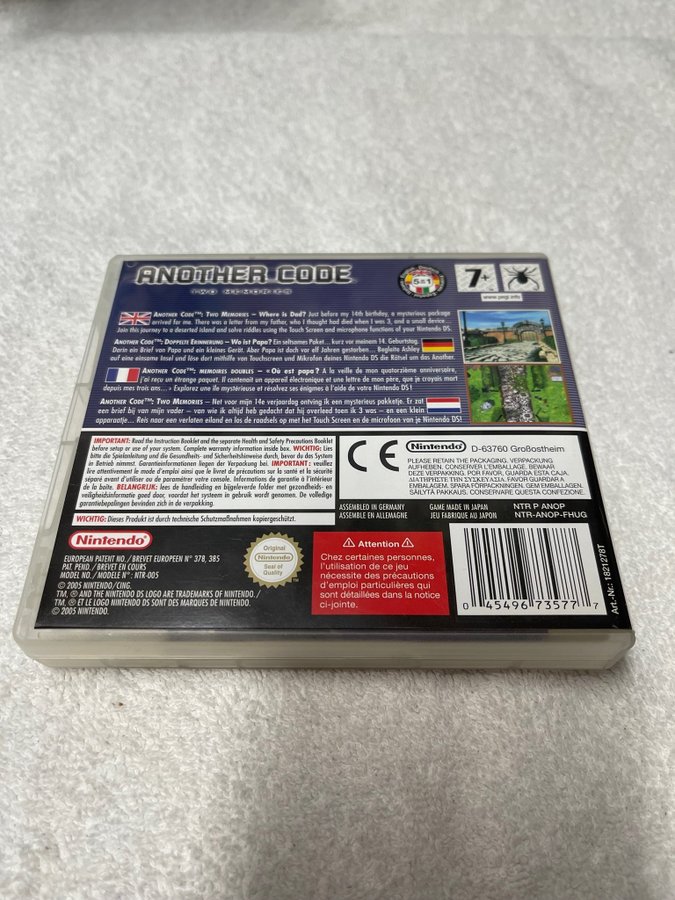 ANOTHER CODE™
TWO MEMORIES
5in1
7+
www.pegi.info
ANOTHER CODE™: TWO MEMORIES – Where is Dad? Just before my 14th birthday, a mysterious package
arrived for me. There was a letter from my father, who I thought had died when I was 3, and a small device...
Join this journey to a deserted island and solve riddles using the Touch Screen and microphone functions of your Nintendo DS.
ANOTHER CODE™: DOPPELTE ERINNERUNG – Wo ist Papa? Ein seltsames Paket... kurz vor meinem 14. Geburtstag.
Darin ein Brief von Papa und ein kleines Gerät. Aber Papa ist doch vor elf Jahren gestorben... Begleite Ashley
auf eine einsame Insel und löse dort mithilfe von Touchscreen und Mikrofon deines Nintendo DS die Rätsel um das Another.
ANOTHER CODE™: MEMOIRES DOUBLES – « Où est papa ? À la veille de mon quatorzième anniversaire,
j'ai reçu un étrange paquet. Il contenait un appareil électronique et une lettre de mon père, que je croyais mort
depuis mes trois ans...» Explorez une île mystérieuse et résolvez ses énigmes à l'aide de votre Nintendo DS !
ANOTHER CODE™: TWO MEMORIES – Net voor mijn 14e verjaardag ontving ik een mysterieus pakketje. Er zat
een brief bij van mijn vader - van wie ik altijd heb gedacht dat hij overleed toen ik 3 was – en een klein
apparaatje... Reis naar een verlaten eiland en los de raadsels op met het Touch Screen en de microfoon van je Nintendo DS!
IMPORTANT: Read the Instruction Booklet and the separate Health and Safety Precautions Booklet
before setup or use of your system. Complete warranty information inside box. WICHTIG: Lies
bitte die Spielanleitung und die Gesundheits- und Sicherheitshinweise durch, bevor du das System
in Betrieb nimmst. Garantieinformationen liegen der Verpackung bei. IMPORTANT : veuillez
lire attentivement le mode d'emploi ainsi que le livret de précautions sur la santé et la sécurité
séparé avant d'utiliser ou de paramétrer votre console. Informations de garantie à l'intérieur
de la boîte. BELANGRIJK: lees de handleiding en bijgeleverde folder met gezondheids- en
veiligheidsinformatie goed door, voordat het systeem in gebruik wordt genomen. De volledige
garantiebepalingen bevinden zich in de verpakking.
WICHTIG: Dieses Produkt ist durch technische Schutzmaßnahmen kopiergeschützt.
CE
Nintendo® D-63760 Großostheim
PLEASE RETAIN THE PACKAGING. VERPACKUNG
AUFHEBEN. CONSERVER L'EMBALLAGE. BEWAAR
DEZE VERPAKKING. POR FAVOR, GUARDA ESTA CAJA.
ΔΙΑΤΗΡΗΣΤΕ ΤΗΝ ΣΥΣΚΕΥΑΣΙΑ. FAVOR GUARDAR A
EMBALAGEM. SPARA FÖRPACKNINGEN. GEM EMBALLAGEN.
SÄILYTÄ PAKKAUS. CONSERVATE QUESTA CONFEZIONE.
ASSEMBLED IN GERMANY
ASSEMBLE EN ALLEMAGNE
GAME MADE IN JAPAN
JEU FABRIQUE AU JAPON
NTR P ANOP
NTR-ANOP-FHUG
Nintendo®
EUROPEAN PATENT NO. / BREVET EUROPEEN N° 378, 385
PAT. PEND. / BREVET EN COURS
MODEL NO. / MODELE N°: NTR-005
© 2005 NINTENDO/CING.
TM, ® AND THE NINTENDO DS LOGO ARE TRADEMARKS OF NINTENDO. /
TM, ® ET LE LOGO NINTENDO DS SONT DES MARQUES DE NINTENDO.
© 2005 NINTENDO.
Original
Nintendo®
Seal of
Quality
⚠ Attention ⚠
Chez certaines personnes,
l'utilisation de ce jeu
nécessite des précautions
d'emploi particulières qui
sont détaillées dans la notice
ci-jointe.
0 45496 73577 7
Art.-Nr.: 1821278T